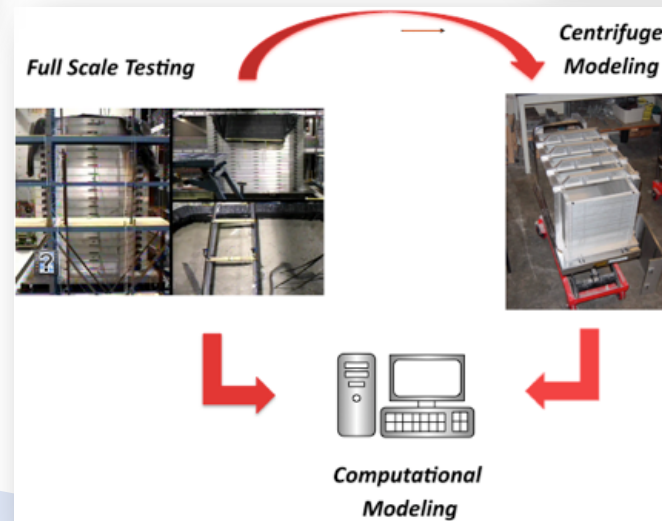 Full Scale Testing
Centrifuge
Modeling
Computational
Modeling